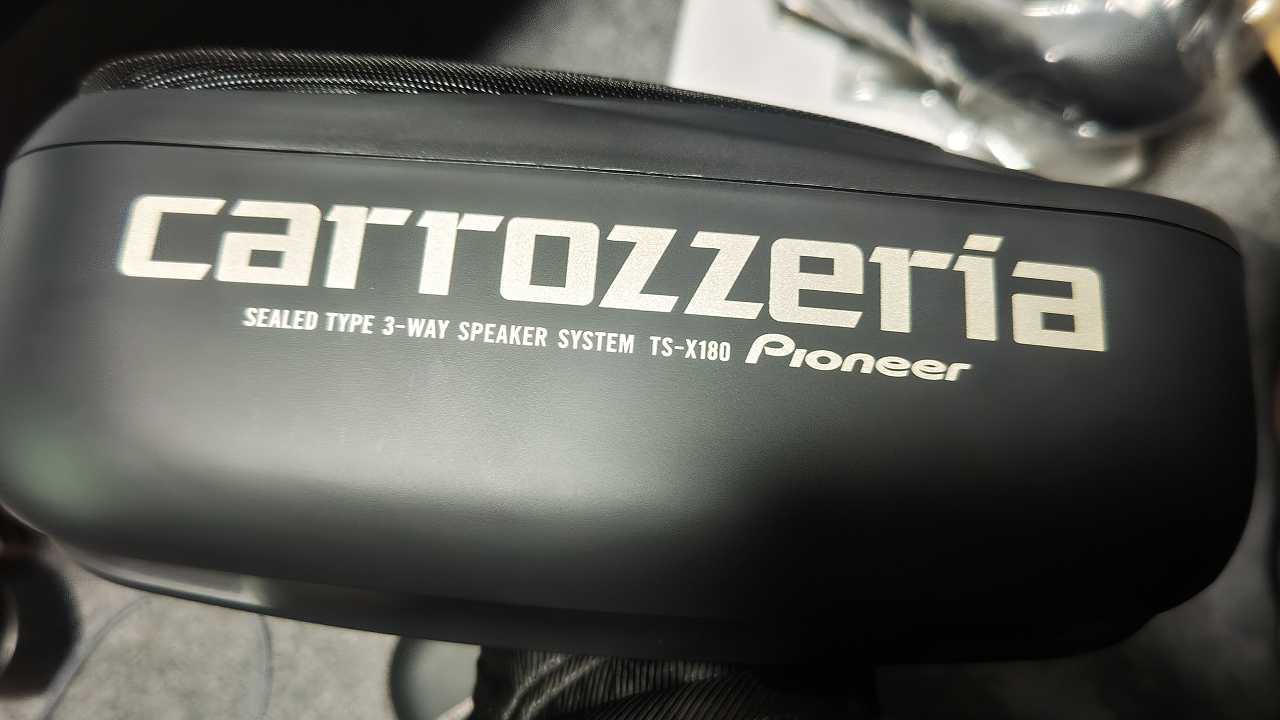 carrozzeria
SEALED TYPE 3-WAY SPEAKER SYSTEM TS-X180 Pioneer